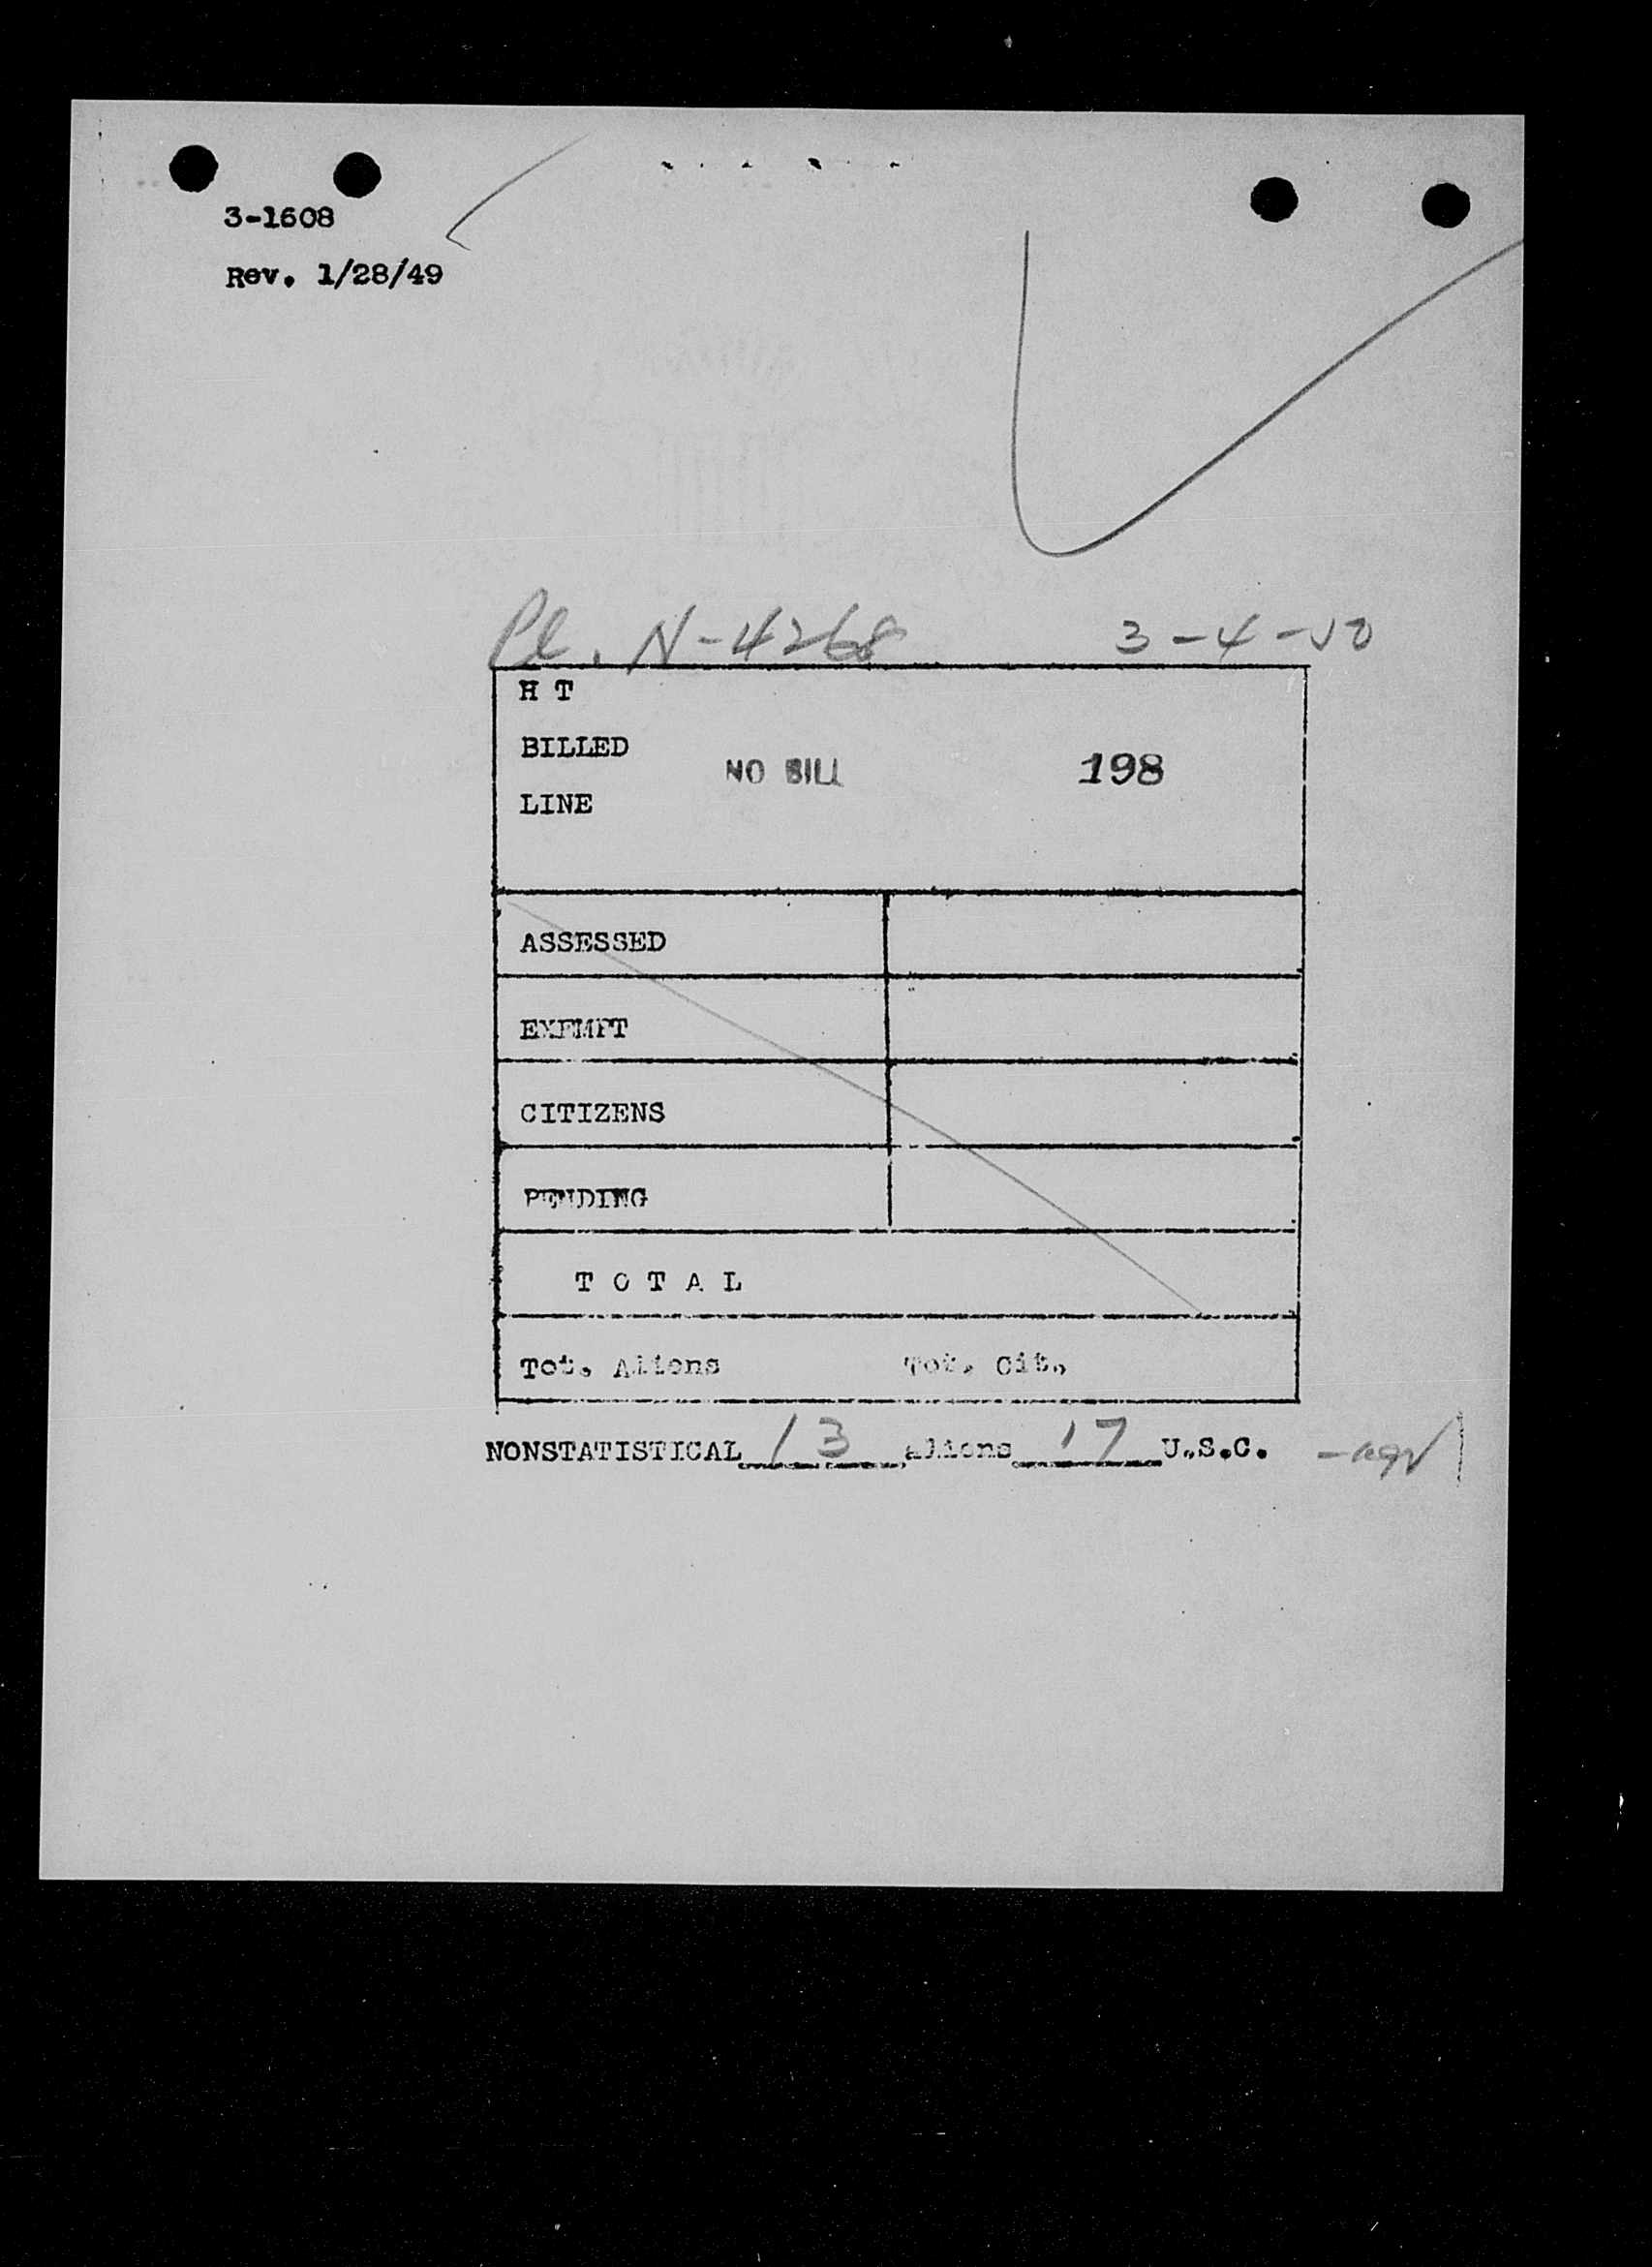 3-1608
Rev. 1/28/49
Pl. N-4268 3-4-50
H T
BILLED
NO BILL 198
LINE
ASSESSED
EXEMPT
CITIZENS
PENDING
T O T A L
Tot. Aliens Tot. Cit.
NONSTATISTICAL 13 aliens 17 U.S.C.